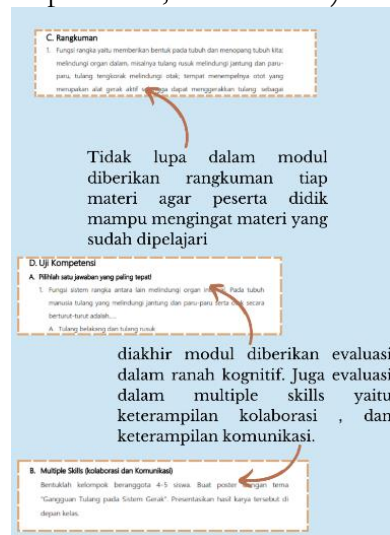 C. Rangkuman
1. Fungsi rangka yaitu memberikan bentuk pada tubuh dan menopang tubuh kita:
melindungi organ dalam, misalnya tulang rusuk melindungi jantung dan paru-
paru, tulang tengkorak melindungi otak; tempat menempelnya otot yang
merupakan alat gerak aktif dapat menggerakkan tulang sebagai
Tidak lupa dalam modul
diberikan rangkuman tiap
materi agar peserta didik
mampu mengingat materi yang
sudah dipelajari
D. Uji Kompetensi
A. Pilihlah satu jawaban yang paling tepat!
1. Fungsi sistem rangka antara lain melindungi organ Pada tubuh
manusia tulang yang melindungi jantung dan paru-paru serta secara
berturut-turut adalah....
A. Tulang belakang dan tulang rusuk
diakhir modul diberikan evaluasi
dalam ranah kognitif. Juga evaluasi
dalam multiple skills yaitu
keterampilan kolaborasi , dan
keterampilan komunikasi.
B. Multiple Skills (kolaborasi dan Komunikasi)
Bentuklah kelompok beranggota 4-5 siswa. Buat poster dengan tema
"Gangguan Tulang pada Sistem Gerak". Presentasikan hasil karya tersebut di
depan kelas.